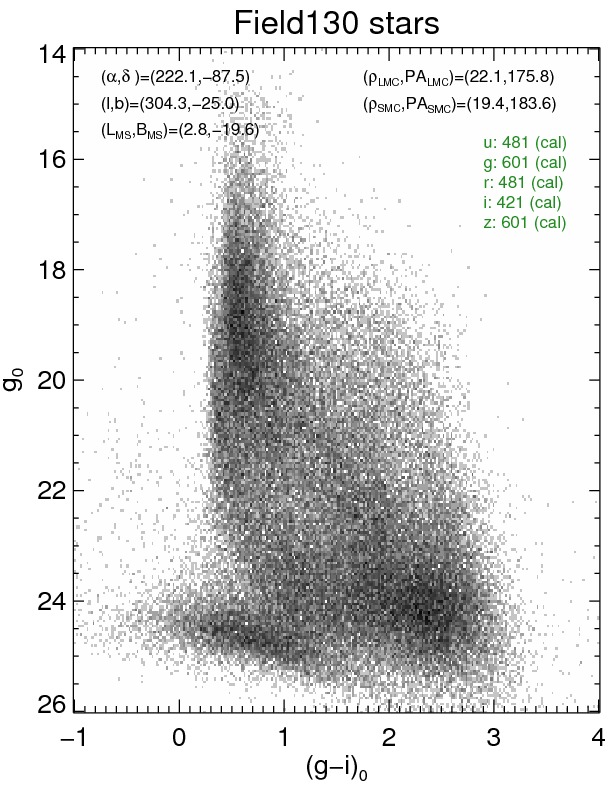 Field130 stars
(α,δ )=(222.1,−87.5)
(ρLMC,PALMC)=(22.1,175.8)
(l,b)=(304.3,−25.0)
(ρSMC,PASMC)=(19.4,183.6)
(LMS,BMS)=(2.8,−19.6)
u: 481 (cal)
g: 601 (cal)
r: 481 (cal)
i: 421 (cal)
z: 601 (cal)
14
16
18
20
22
24
26
g0
−1 0 1 2 3 4
(g−i)0